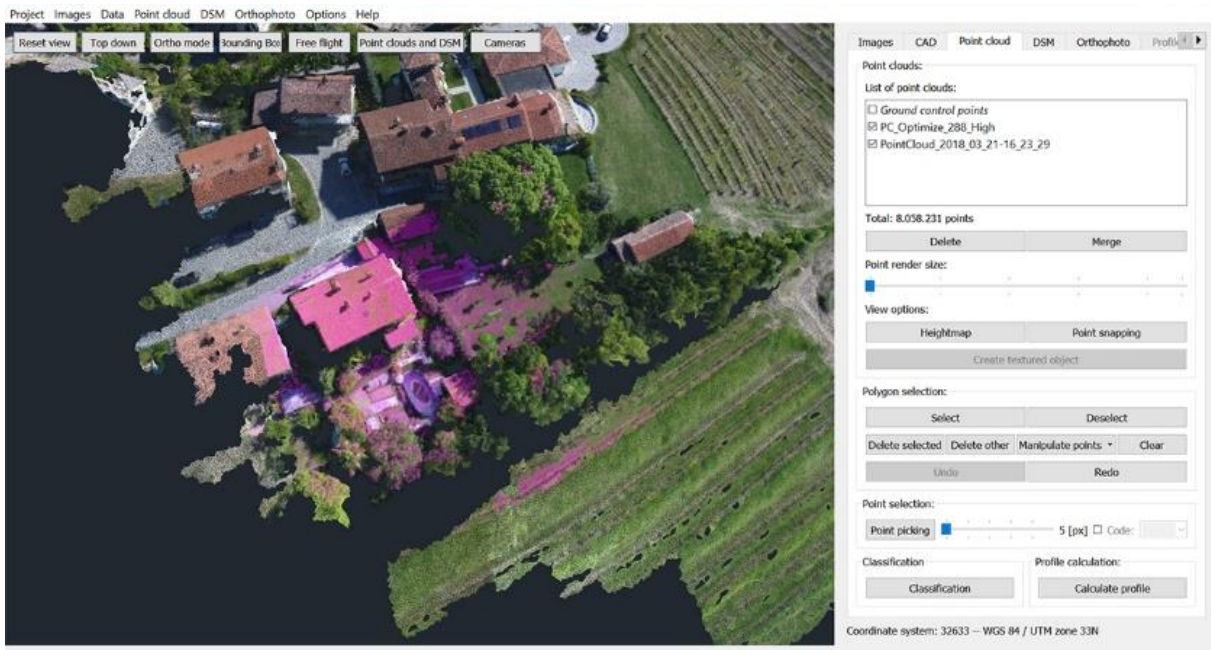 Project Images Data Point cloud DSM Orthophoto Options Help
Reset view Top down Ortho mode Bounding Box Free flight Point clouds and DSM Cameras
Images CAD Point cloud DSM Orthophoto Profil
Point clouds:
List of point clouds:
Ground control points
PC_Optimize_288_High
PointCloud_2018_03_21-16_23_29
Total: 8.058.231 points
Delete Merge
Point render size:
View options:
Heightmap Point snapping
Create textured object
Polygon selection:
Select Deselect
Delete selected Delete other Manipulate points Clear
Undo Redo
Point selection:
Point picking 5 [px] Code:
Classification Profile calculation:
Classification Calculate profile
Coordinate system: 32633 -- WGS 84 / UTM zone 33N